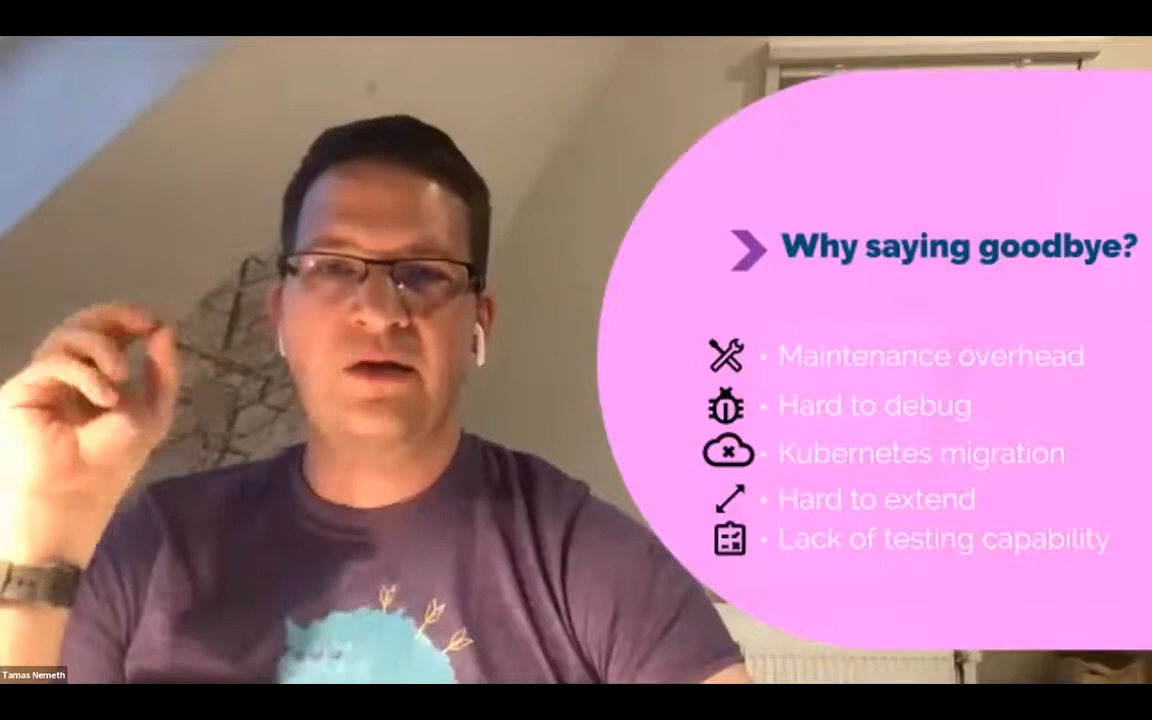 Why saying goodbye?
• Maintenance overhead
• Hard to debug
• Kubernetes migration
• Hard to extend
• Lack of testing capability
Tamas Nemeth